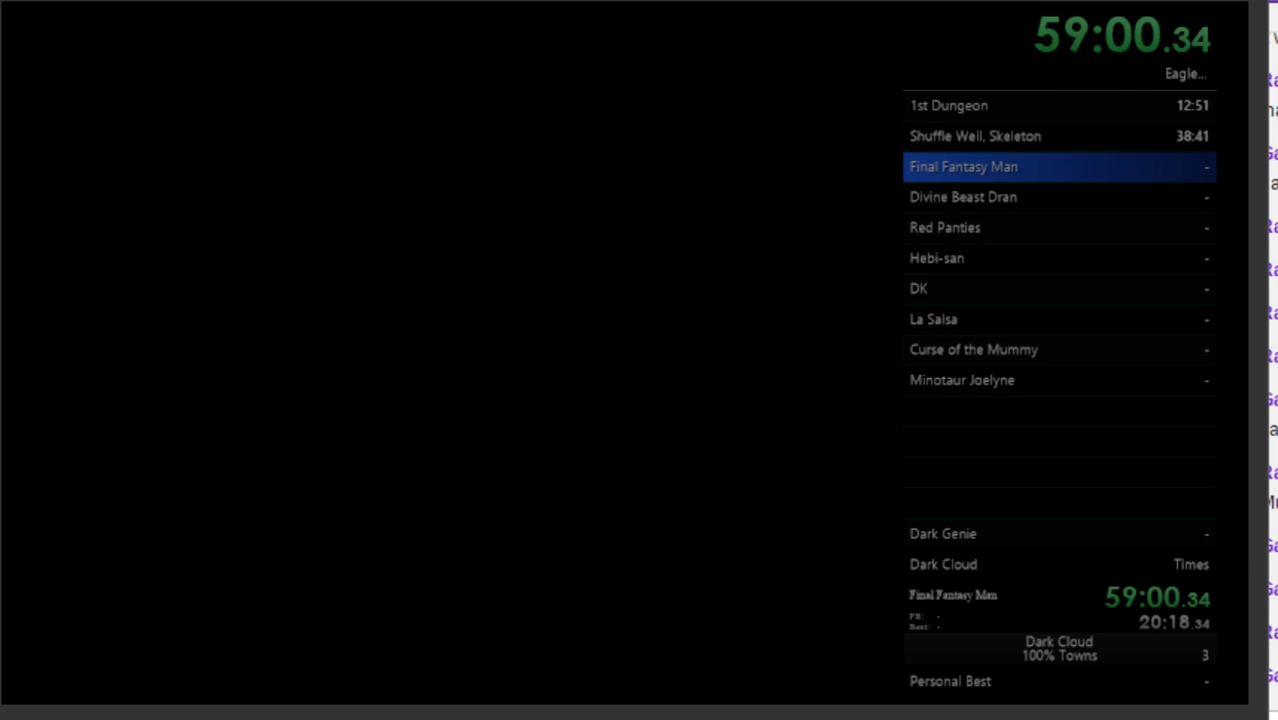 59:00.34
Eagle...
1st Dungeon 12:51
Shuffle Well, Skeleton 38:41
Final Fantasy Man -
Divine Beast Dran -
Red Panties -
Hebi-san -
DK -
La Salsa -
Curse of the Mummy -
Minotaur Joelyne -
Dark Genie -
Dark Cloud Times
Final Fantasy Man 59:00.34
PB: -
Best: - 20:18.34
Dark Cloud
100% Towns 3
Personal Best -